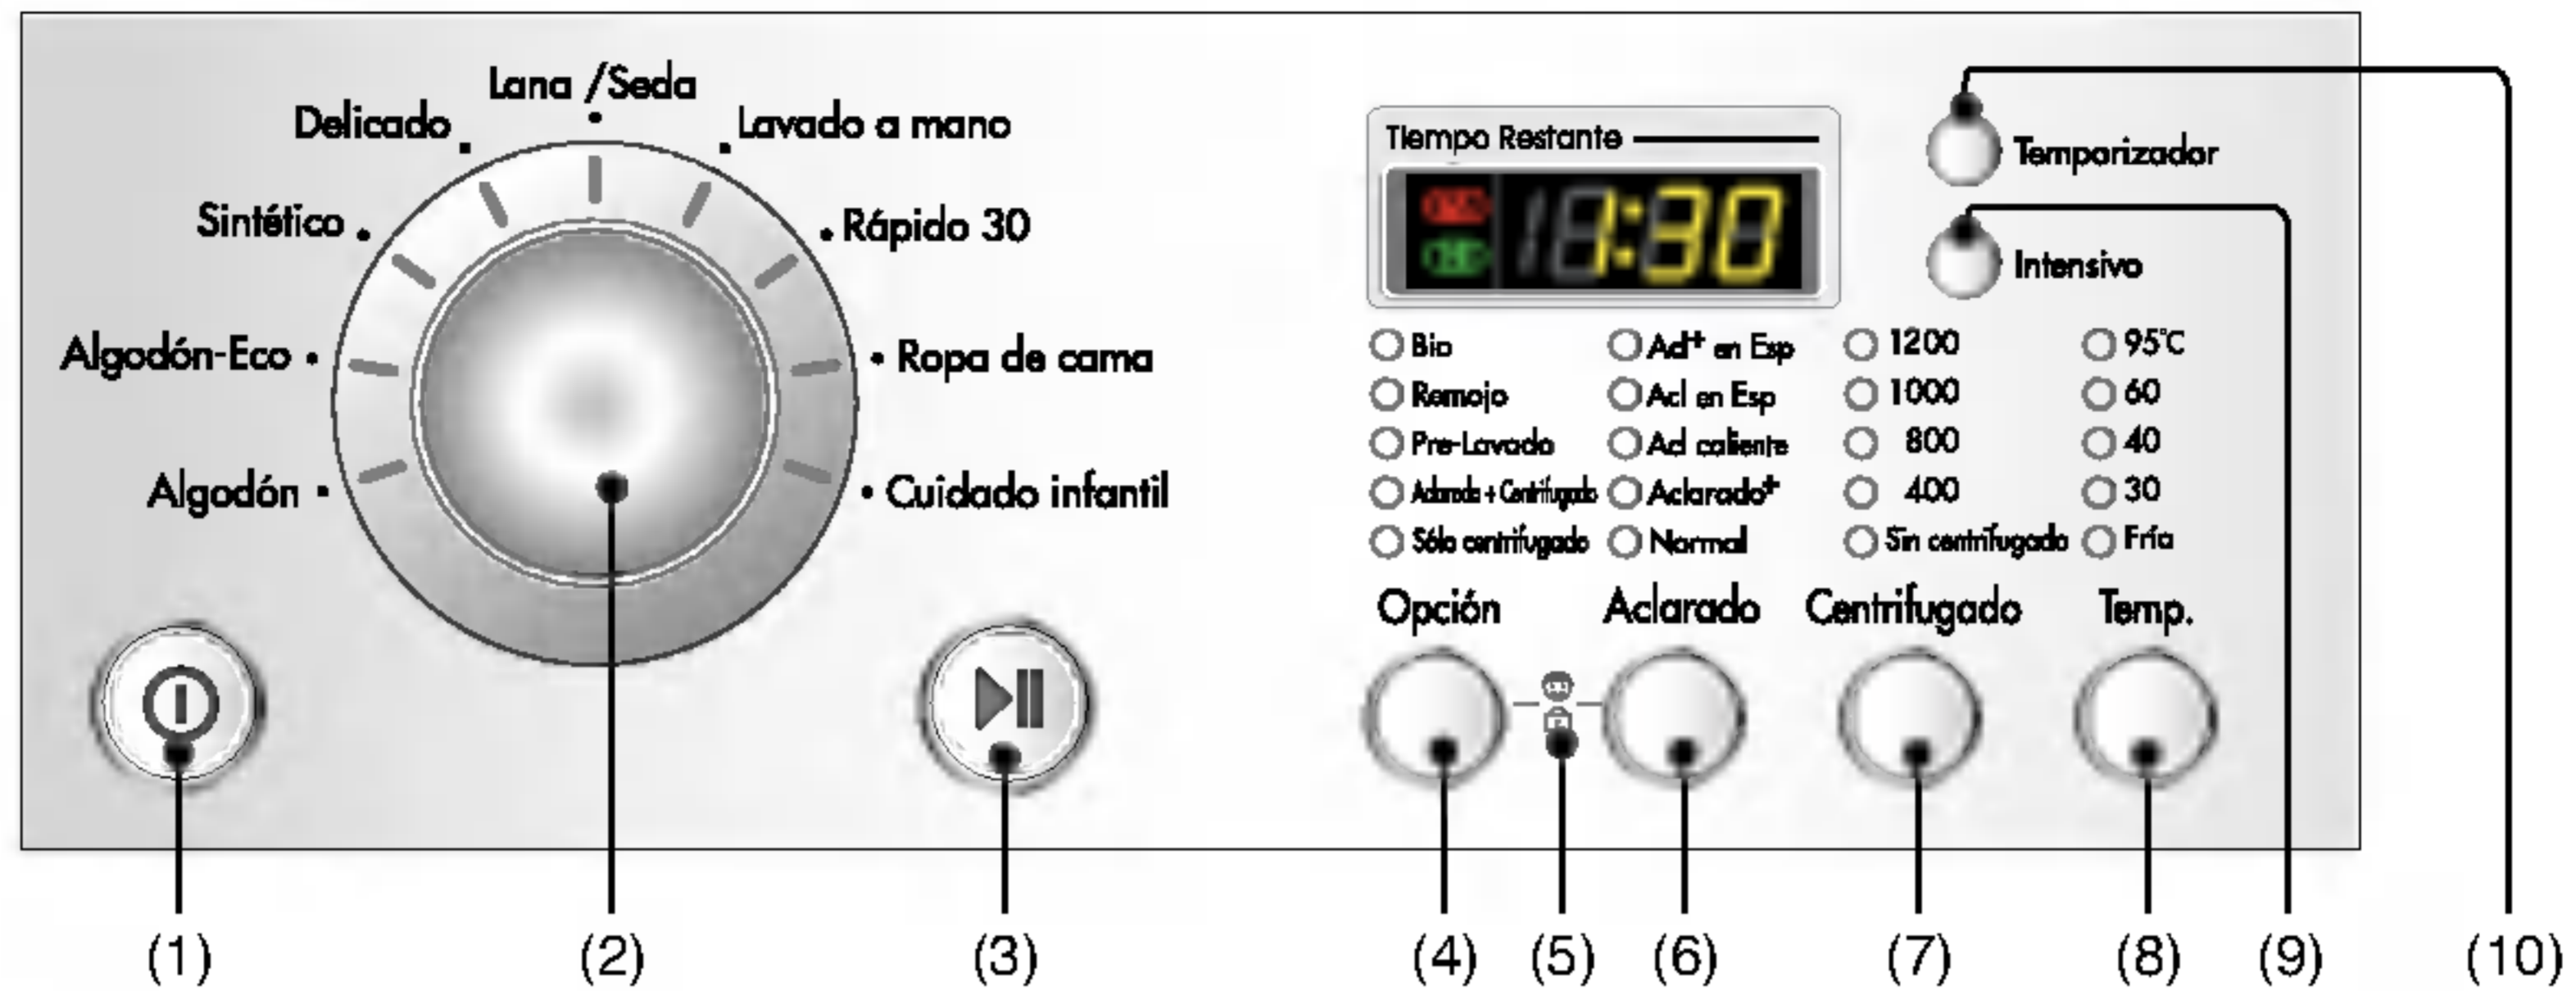 Lana /Seda
Delicado
Lavado a mano
Sintético
Rápido 30
Algodón-Eco
Ropa de cama
Algodón
Cuidado infantil
Tiempo Restante
1:30
Temporizador
Intensivo
Bio
Remojo
Pre-Lavado
Aclarado + Centrifugado
Sólo centrifugado
Acl+ en Esp
Acl en Esp
Acl caliente
Aclarado+
Normal
1200
1000
800
400
Sin centrifugado
95°C
60
40
30
Fría
Opción
Aclarado
Centrifugado
Temp.
(1)
(2)
(3)
(4)
(5)
(6)
(7)
(8)
(9)
(10)